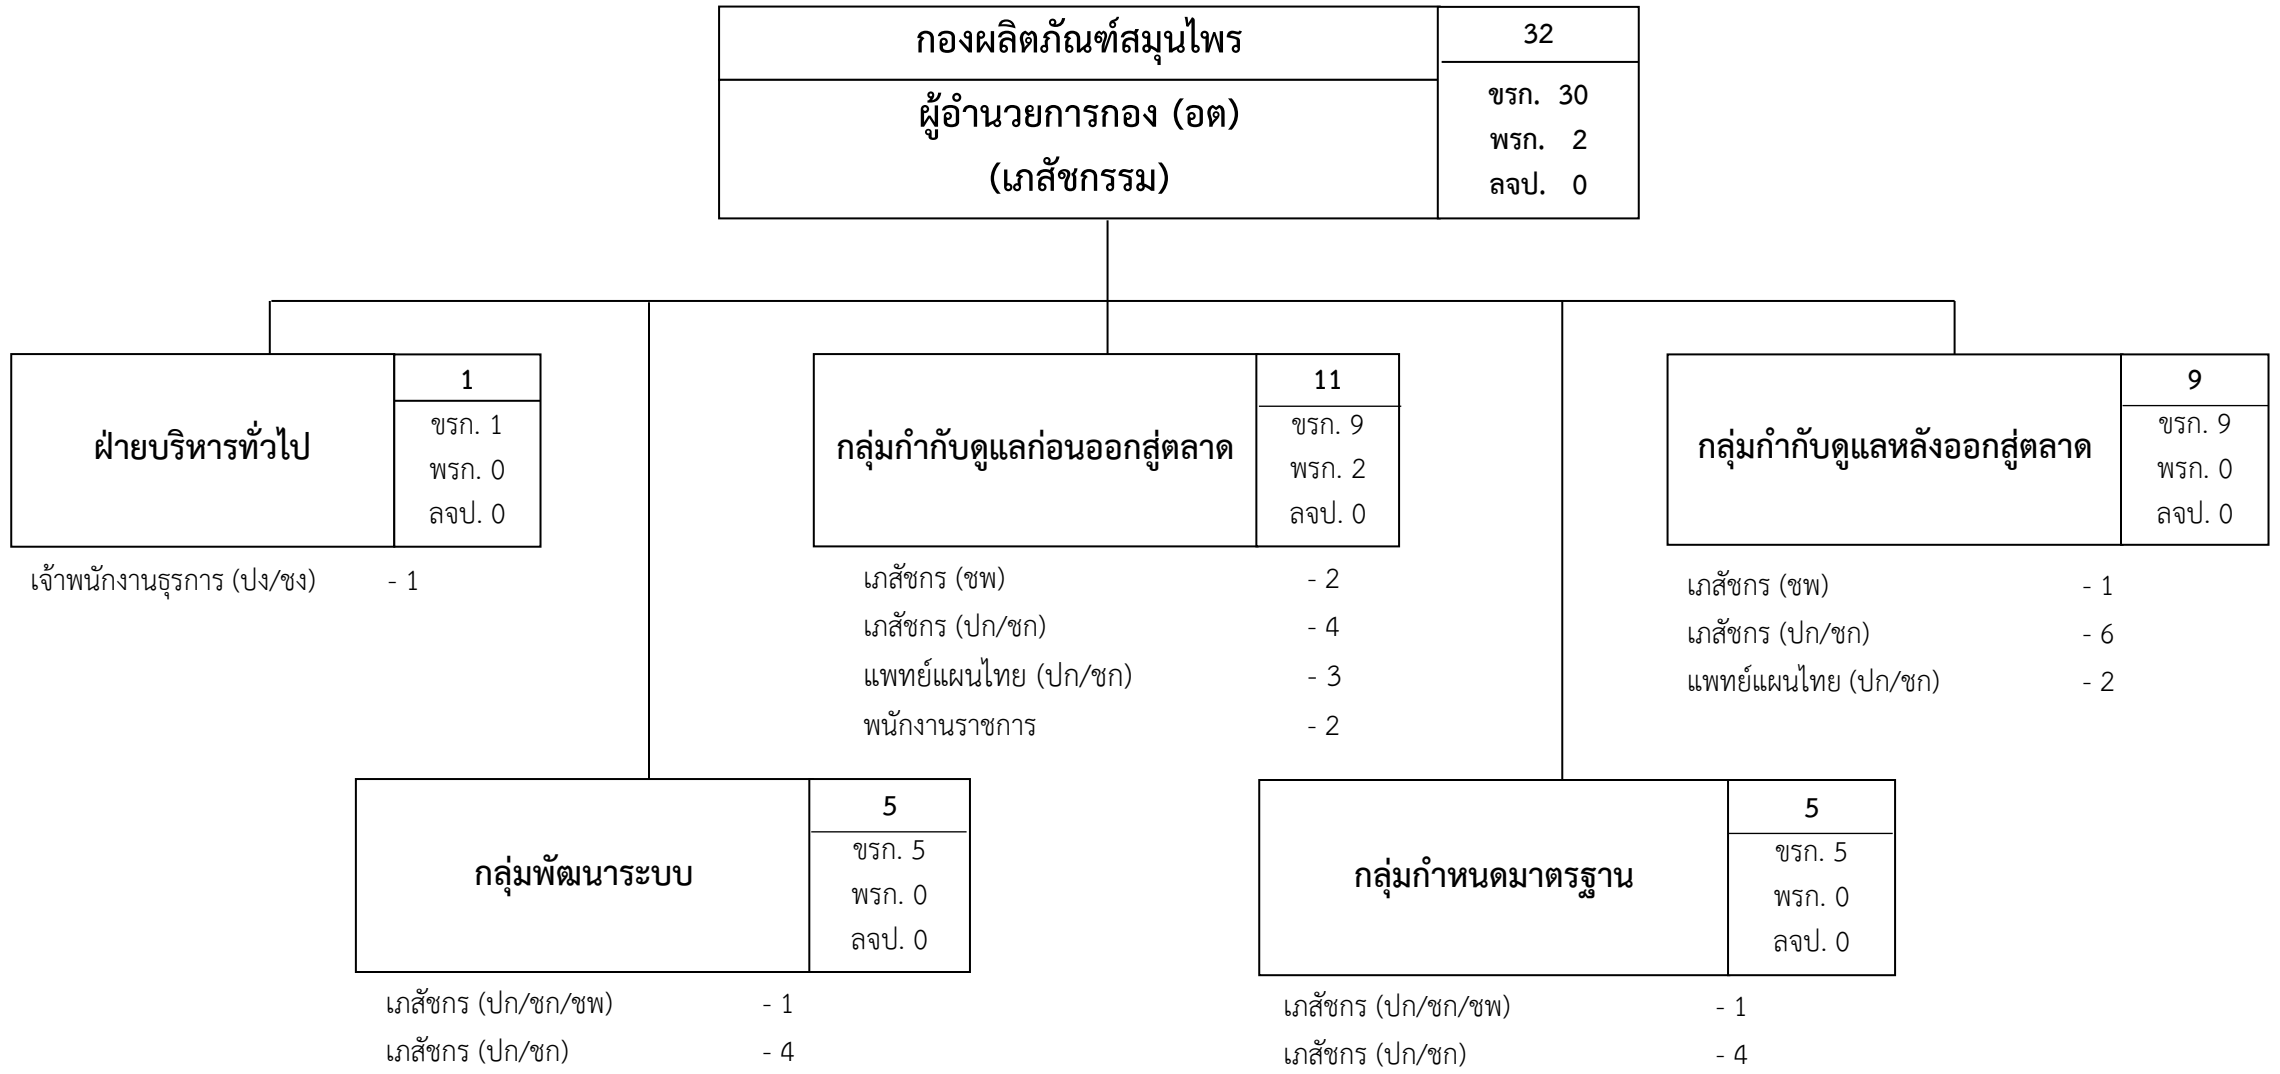 กองผลิตภัณฑ์สมุนไพร
32
ผู้อำนวยการกอง (อต)
(เภสัชกรรม)
ขรก. 30
พรก. 2
ลจป. 0
ฝ่ายบริหารทั่วไป
1
ขรก. 1
พรก. 0
ลจป. 0
เจ้าพนักงานธุรการ (ปง/ชง) - 1
กลุ่มกำกับดูแลก่อนออกสู่ตลาด
11
ขรก. 9
พรก. 2
ลจป. 0
เภสัชกร (ชพ) - 2
เภสัชกร (ปก/ชก) - 4
แพทย์แผนไทย (ปก/ชก) - 3
พนักงานราชการ - 2
กลุ่มกำกับดูแลหลังออกสู่ตลาด
9
ขรก. 9
พรก. 0
ลจป. 0
เภสัชกร (ชพ) - 1
เภสัชกร (ปก/ชก) - 6
แพทย์แผนไทย (ปก/ชก) - 2
กลุ่มพัฒนาระบบ
5
ขรก. 5
พรก. 0
ลจป. 0
เภสัชกร (ปก/ชก/ชพ) - 1
เภสัชกร (ปก/ชก) - 4
กลุ่มกำหนดมาตรฐาน
5
ขรก. 5
พรก. 0
ลจป. 0
เภสัชกร (ปก/ชก/ชพ) - 1
เภสัชกร (ปก/ชก) - 4